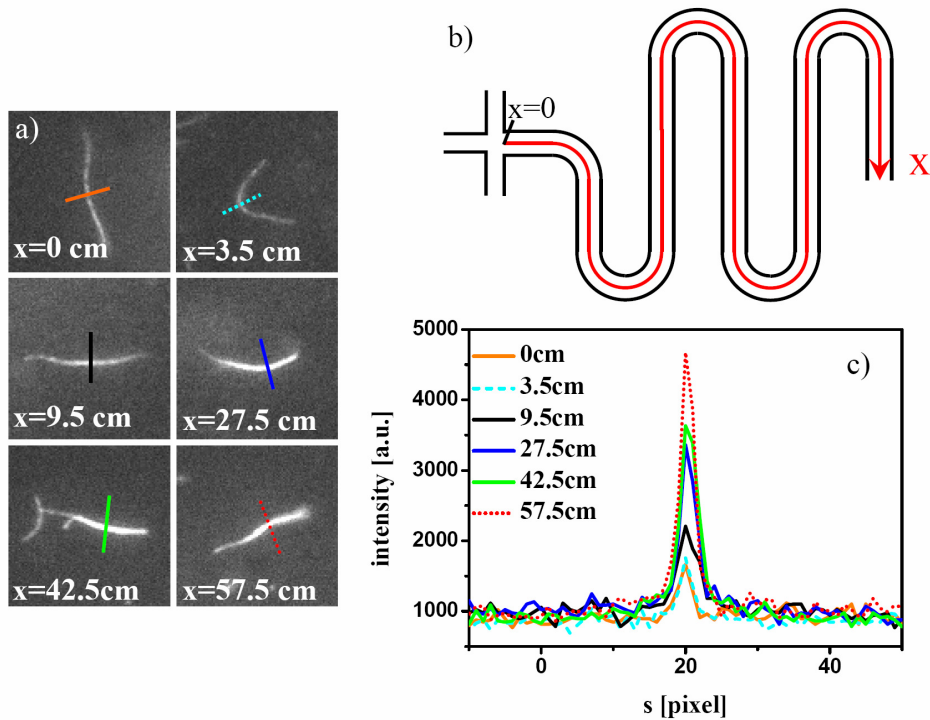 a)
x=0 cm
x=3.5 cm
x=9.5 cm
x=27.5 cm
x=42.5cm
x=57.5 cm
b)
x=0
X
c)
5000
4000
3000
2000
1000
intensity [a.u.]
0cm
3.5cm
9.5cm
27.5cm
42.5cm
57.5cm
0
20
40
s [pixel]